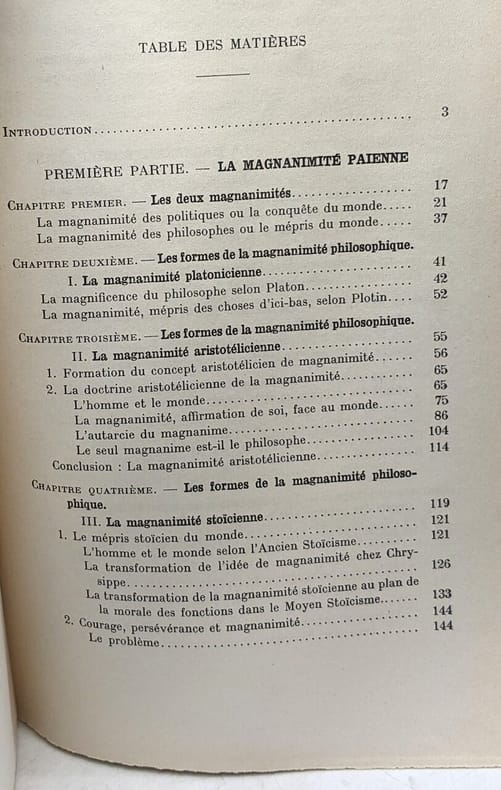 TABLE DES MATIÈRES
INTRODUCTION........ 3
PREMIÈRE PARTIE. — LA MAGNANIMITÉ PAIENNE
CHAPITRE PREMIER. — Les deux magnanimités........ 17
La magnanimité des politiques ou la conquête du monde..... 21
La magnanimité des philosophes ou le mépris du monde..... 37
CHAPITRE DEUXIÈME. — Les formes de la magnanimité philosophique.
I. La magnanimité platonicienne........ 41
La magnificence du philosophe selon Platon........ 42
La magnanimité, mépris des choses d'ici-bas, selon Plotin.... 52
CHAPITRE TROISIÈME. — Les formes de la magnanimité philosophique.
II. La magnanimité aristotélicienne........ 55
1. Formation du concept aristotélicien de magnanimité...... 56
2. La doctrine aristotélicienne de la magnanimité........ 65
L'homme et le monde........ 65
La magnanimité, affirmation de soi, face au monde...... 75
L'autarcie du magnanime........ 86
Le seul magnanime est-il le philosophe........ 104
Conclusion : La magnanimité aristotélicienne........ 114
CHAPITRE QUATRIÈME. — Les formes de la magnanimité philoso-
phique.
III. La magnanimité stoïcienne........ 119
1. Le mépris stoïcien du monde........ 121
L'homme et le monde selon l'Ancien Stoïcisme........ 121
La transformation de l'idée de magnanimité chez Chry-
sippe........ 126
La transformation de la magnanimité stoïcienne au plan de
la morale des fonctions dans le Moyen Stoïcisme....... 133
2. Courage, persévérance et magnanimité........ 144
Le problème........ 144